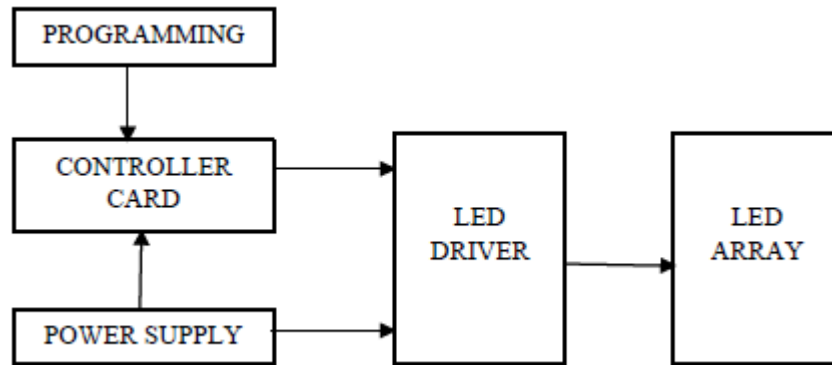 PROGRAMMING
CONTROLLER
CARD
POWER SUPPLY
LED
DRIVER
LED
ARRAY